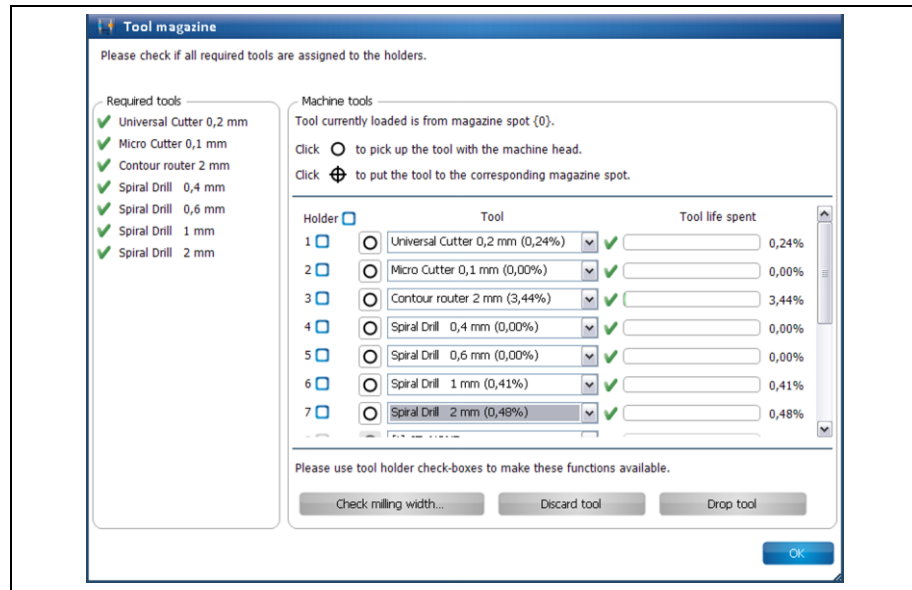 Tool magazine
Please check if all required tools are assigned to the holders.
Required tools
Universal Cutter 0,2 mm
Micro Cutter 0,1 mm
Contour router 2 mm
Spiral Drill 0,4 mm
Spiral Drill 0,6 mm
Spiral Drill 1 mm
Spiral Drill 2 mm
Machine tools
Tool currently loaded is from magazine spot {0}.
Click to pick up the tool with the machine head.
Click to put the tool to the corresponding magazine spot.
Holder Tool Tool life spent
1 Universal Cutter 0,2 mm (0,24%) 0,24%
2 Micro Cutter 0,1 mm (0,00%) 0,00%
3 Contour router 2 mm (3,44%) 3,44%
4 Spiral Drill 0,4 mm (0,00%) 0,00%
5 Spiral Drill 0,6 mm (0,00%) 0,00%
6 Spiral Drill 1 mm (0,41%) 0,41%
7 Spiral Drill 2 mm (0,48%) 0,48%
Please use tool holder check-boxes to make these functions available.
Check milling width... Discard tool Drop tool
OK